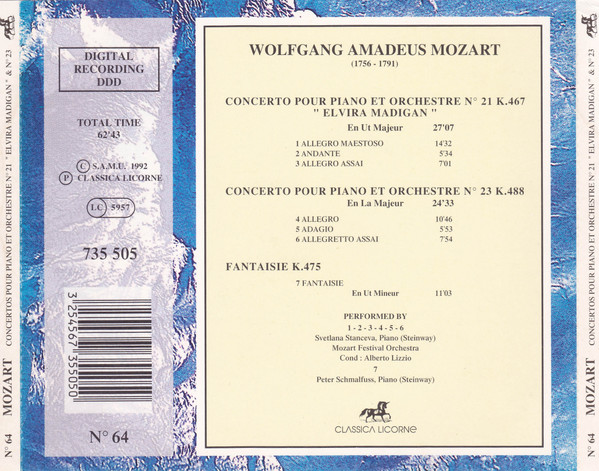 MOZART CONCERTOS POUR PIANO ET ORCHESTRE N° 21 " ELVIRA MADIGAN " & N° 23
N° 64
DIGITAL
RECORDING
DDD
TOTAL TIME
62'43
C S.A.M.U. 1992
P CLASSICA LICORNE
LC 5957
735 505
3 254567 355050
N° 64
WOLFGANG AMADEUS MOZART
(1756 - 1791)
CONCERTO POUR PIANO ET ORCHESTRE N° 21 K.467
" ELVIRA MADIGAN "
En Ut Majeur 27'07
1 ALLEGRO MAESTOSO 14'32
2 ANDANTE 5'34
3 ALLEGRO ASSAI 7'01
CONCERTO POUR PIANO ET ORCHESTRE N° 23 K.488
En La Majeur 24'33
4 ALLEGRO 10'46
5 ADAGIO 5'53
6 ALLEGRETTO ASSAI 7'54
FANTAISIE K.475
7 FANTAISIE
En Ut Mineur 11'03
PERFORMED BY
1 - 2 - 3 - 4 - 5 - 6
Svetlana Stanceva, Piano (Steinway)
Mozart Festival Orchestra
Cond : Alberto Lizzio
7
Peter Schmalfuss, Piano (Steinway)
CLASSICA LICORNE
MOZART CONCERTOS POUR PIANO ET ORCHESTRE N° 21 " ELVIRA MADIGAN " & N° 23
N° 64